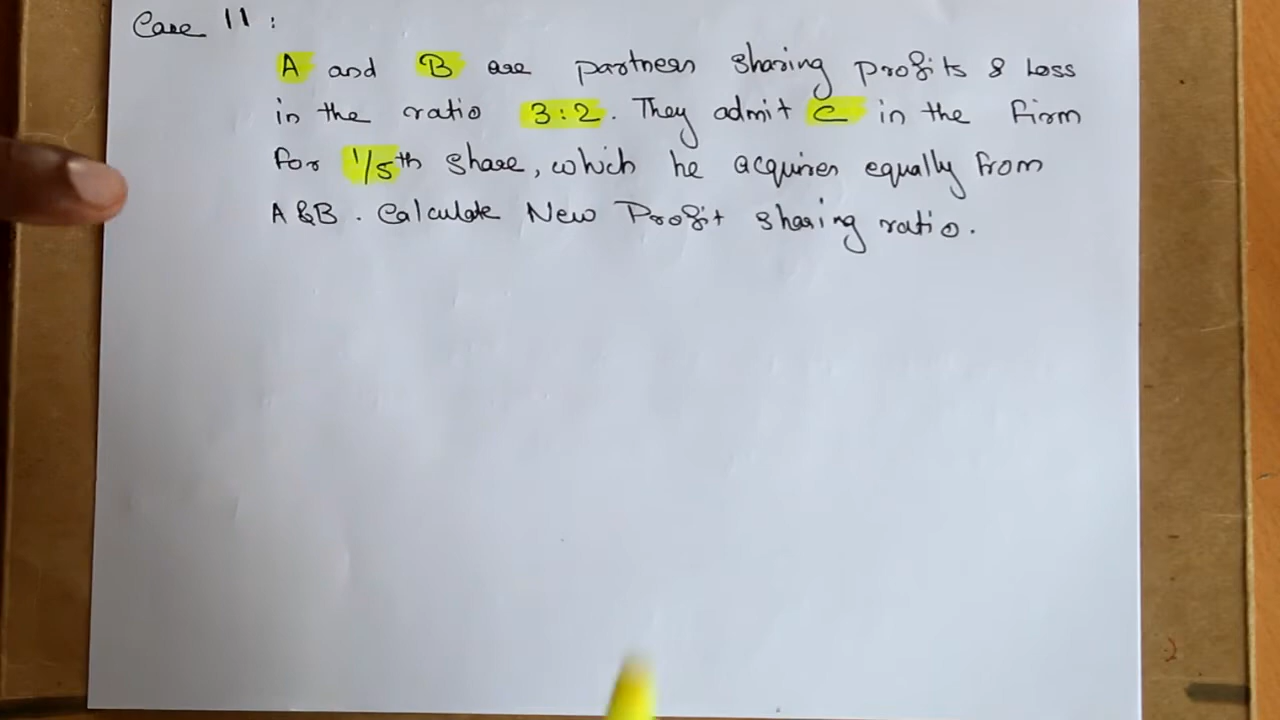 Case 11 :
A and B are partners sharing profits & Loss
in the ratio 3:2. They admit C in the firm
for 1/5th share, which he acquires equally from
A & B. Calculate New Profit sharing ratio.